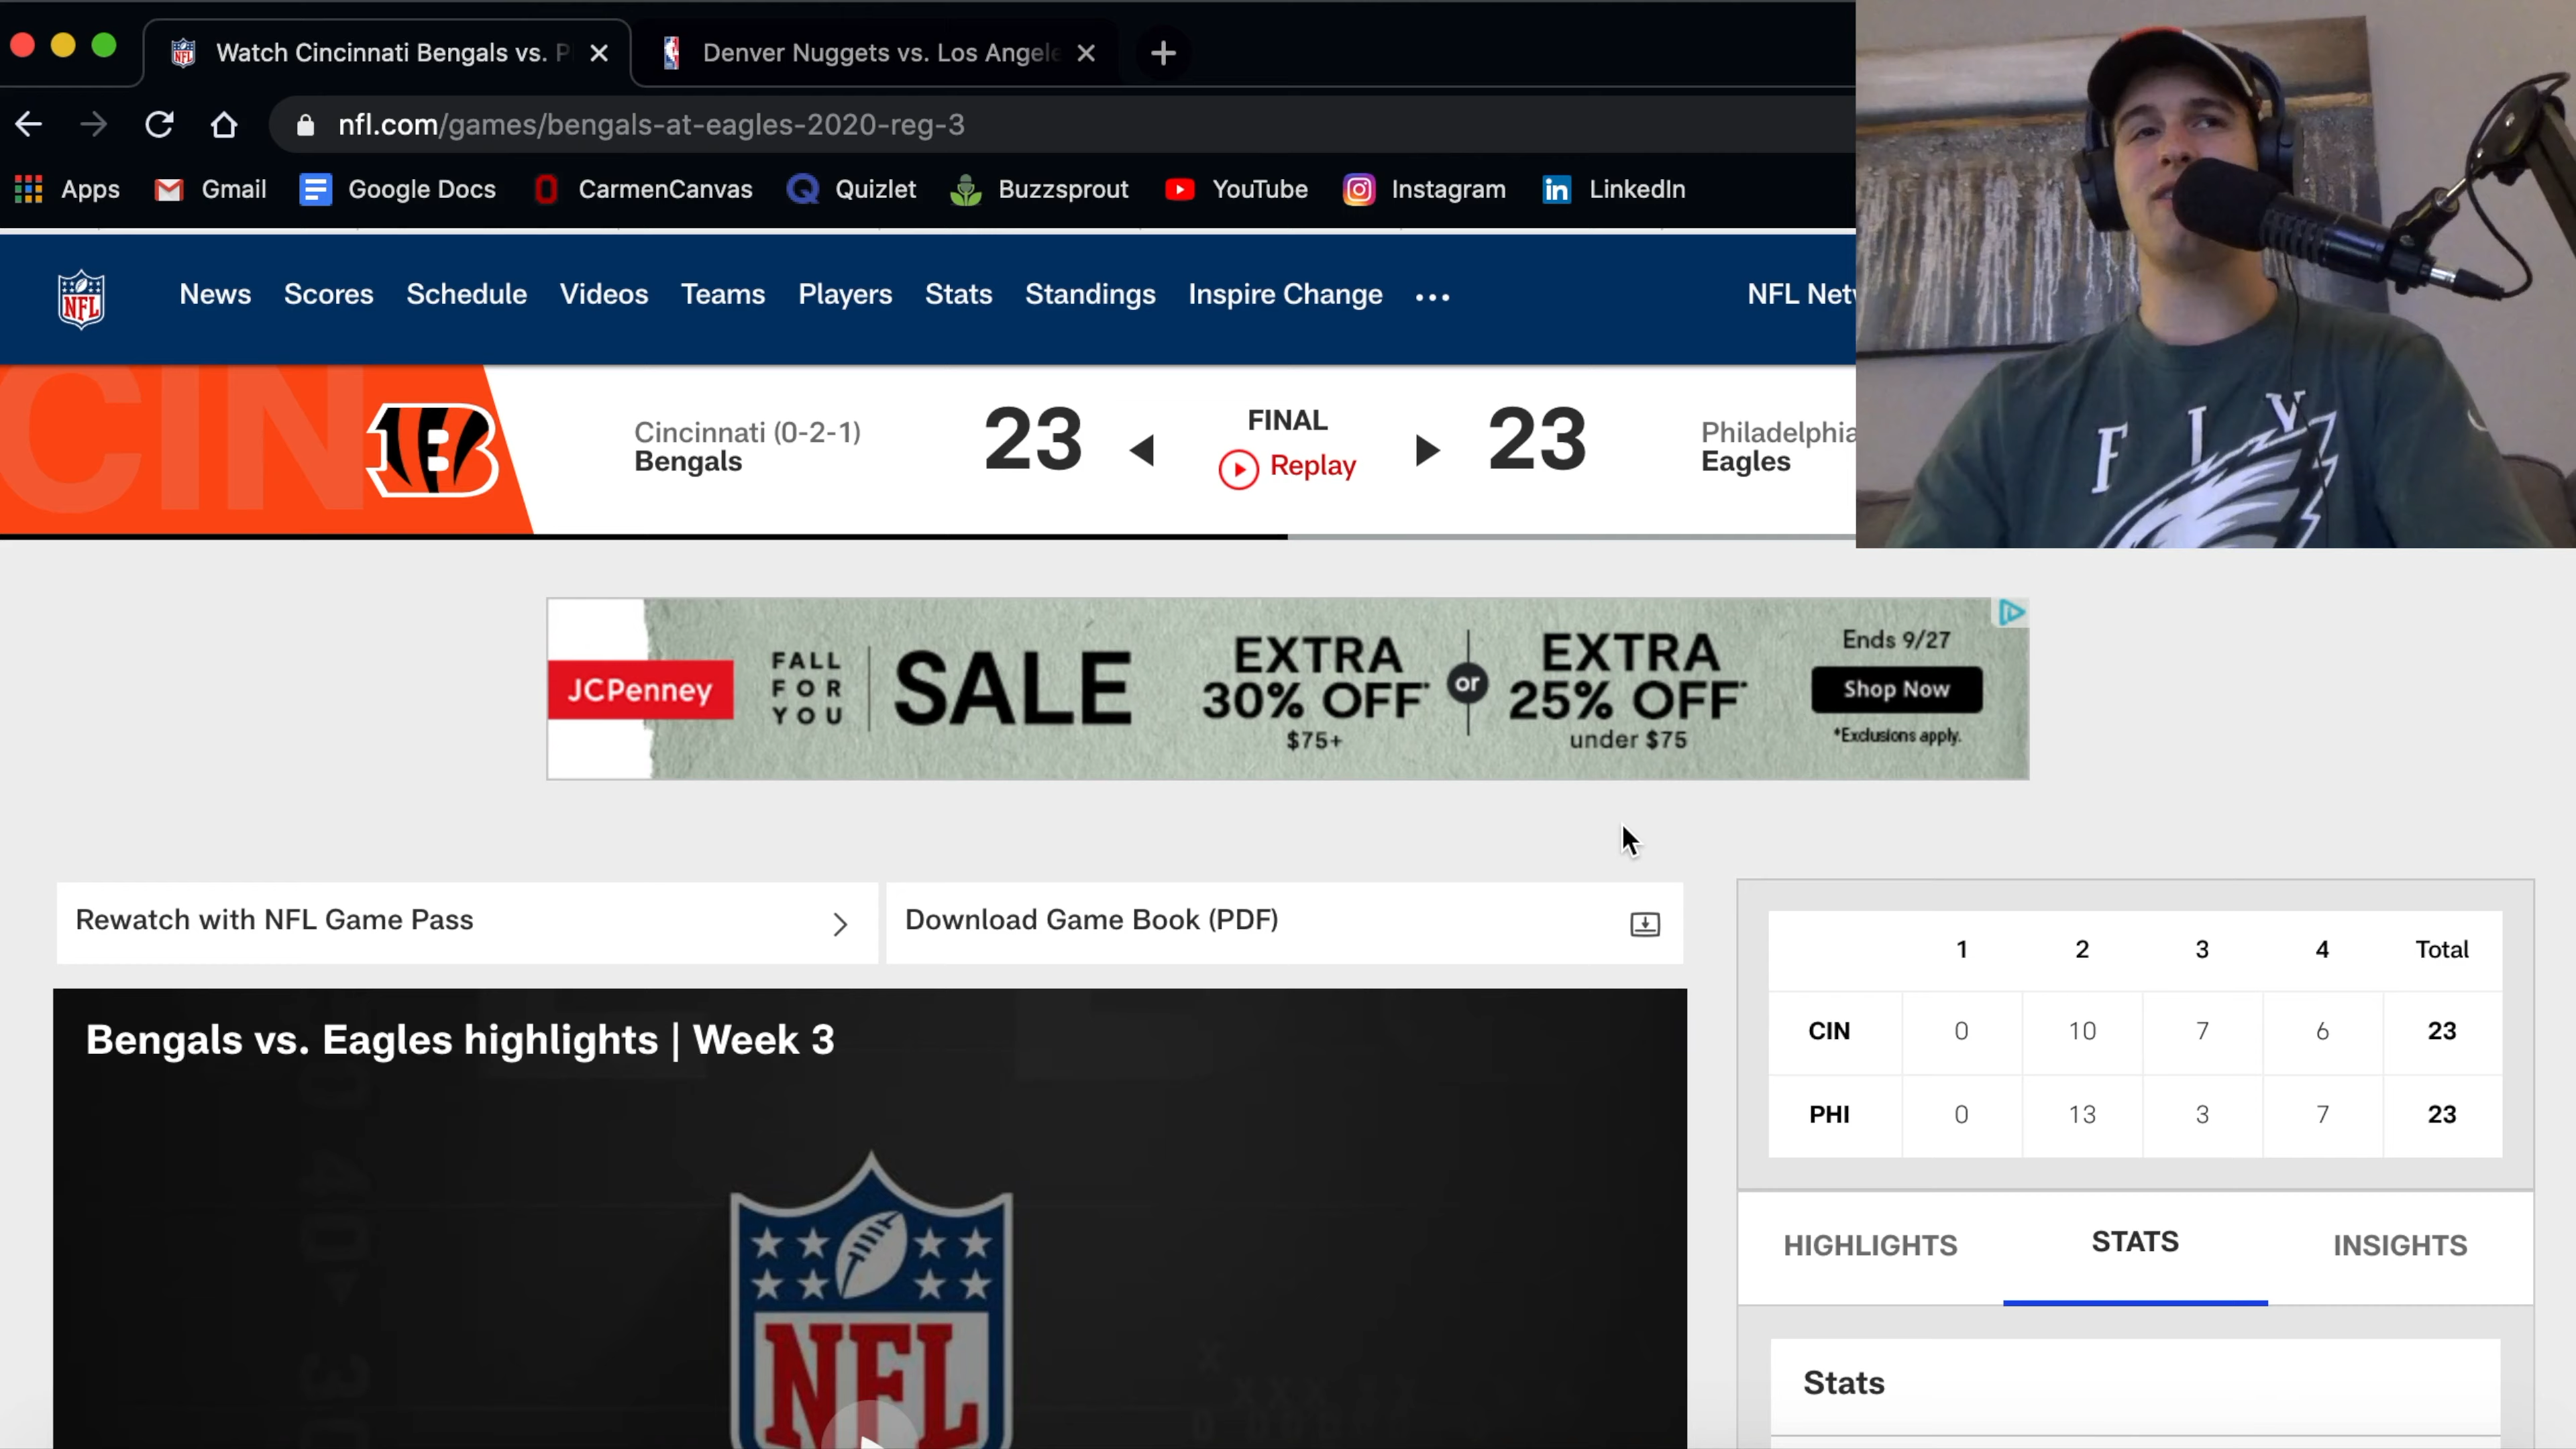 Watch Cincinnati Bengals vs. P
Denver Nuggets vs. Los Angele
nfl.com/games/bengals-at-eagles-2020-reg-3
Apps Gmail Google Docs CarmenCanvas Quizlet Buzzsprout YouTube Instagram LinkedIn
NFL News Scores Schedule Videos Teams Players Stats Standings Inspire Change ••• NFL Net
CIN
B
Cincinnati (0-2-1)
Bengals
23
FINAL
Replay
23
Philadelphia
Eagles
FLY
JCPenney
FALL
FOR
YOU
SALE
EXTRA
30% OFF*
$75+
or
EXTRA
25% OFF*
under $75
Ends 9/27
Shop Now
*Exclusions apply.
Rewatch with NFL Game Pass
Download Game Book (PDF)
Bengals vs. Eagles highlights | Week 3
NFL
1 2 3 4 Total
CIN 0 10 7 6 23
PHI 0 13 3 7 23
HIGHLIGHTS STATS INSIGHTS
Stats